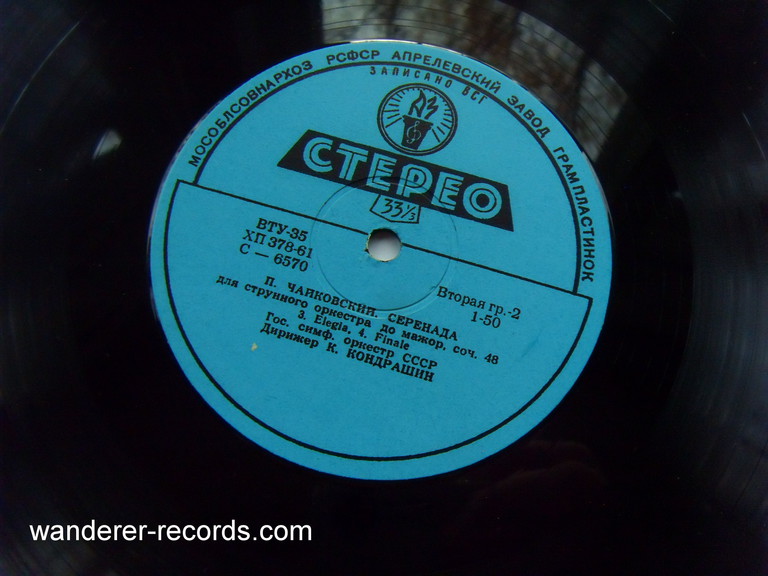 МОСОБЛСОВНАРХОЗ РСФСР АПРЕЛЕВСКИЙ ЗАВОД ГРАМПЛАСТИНОК
ЗАПИСАНО ВСГ
АЗ
СТЕРЕО
33⅓
ВТУ-35
ХП 378-61
С — 6570
Вторая гр.-2
1-50
П. ЧАЙКОВСКИЙ. СЕРЕНАДА
для струнного оркестра до мажор, соч. 48
3. Elegia, 4. Finale
Гос. симф. оркестр СССР
Дирижер К. КОНДРАШИН
wanderer-records.com